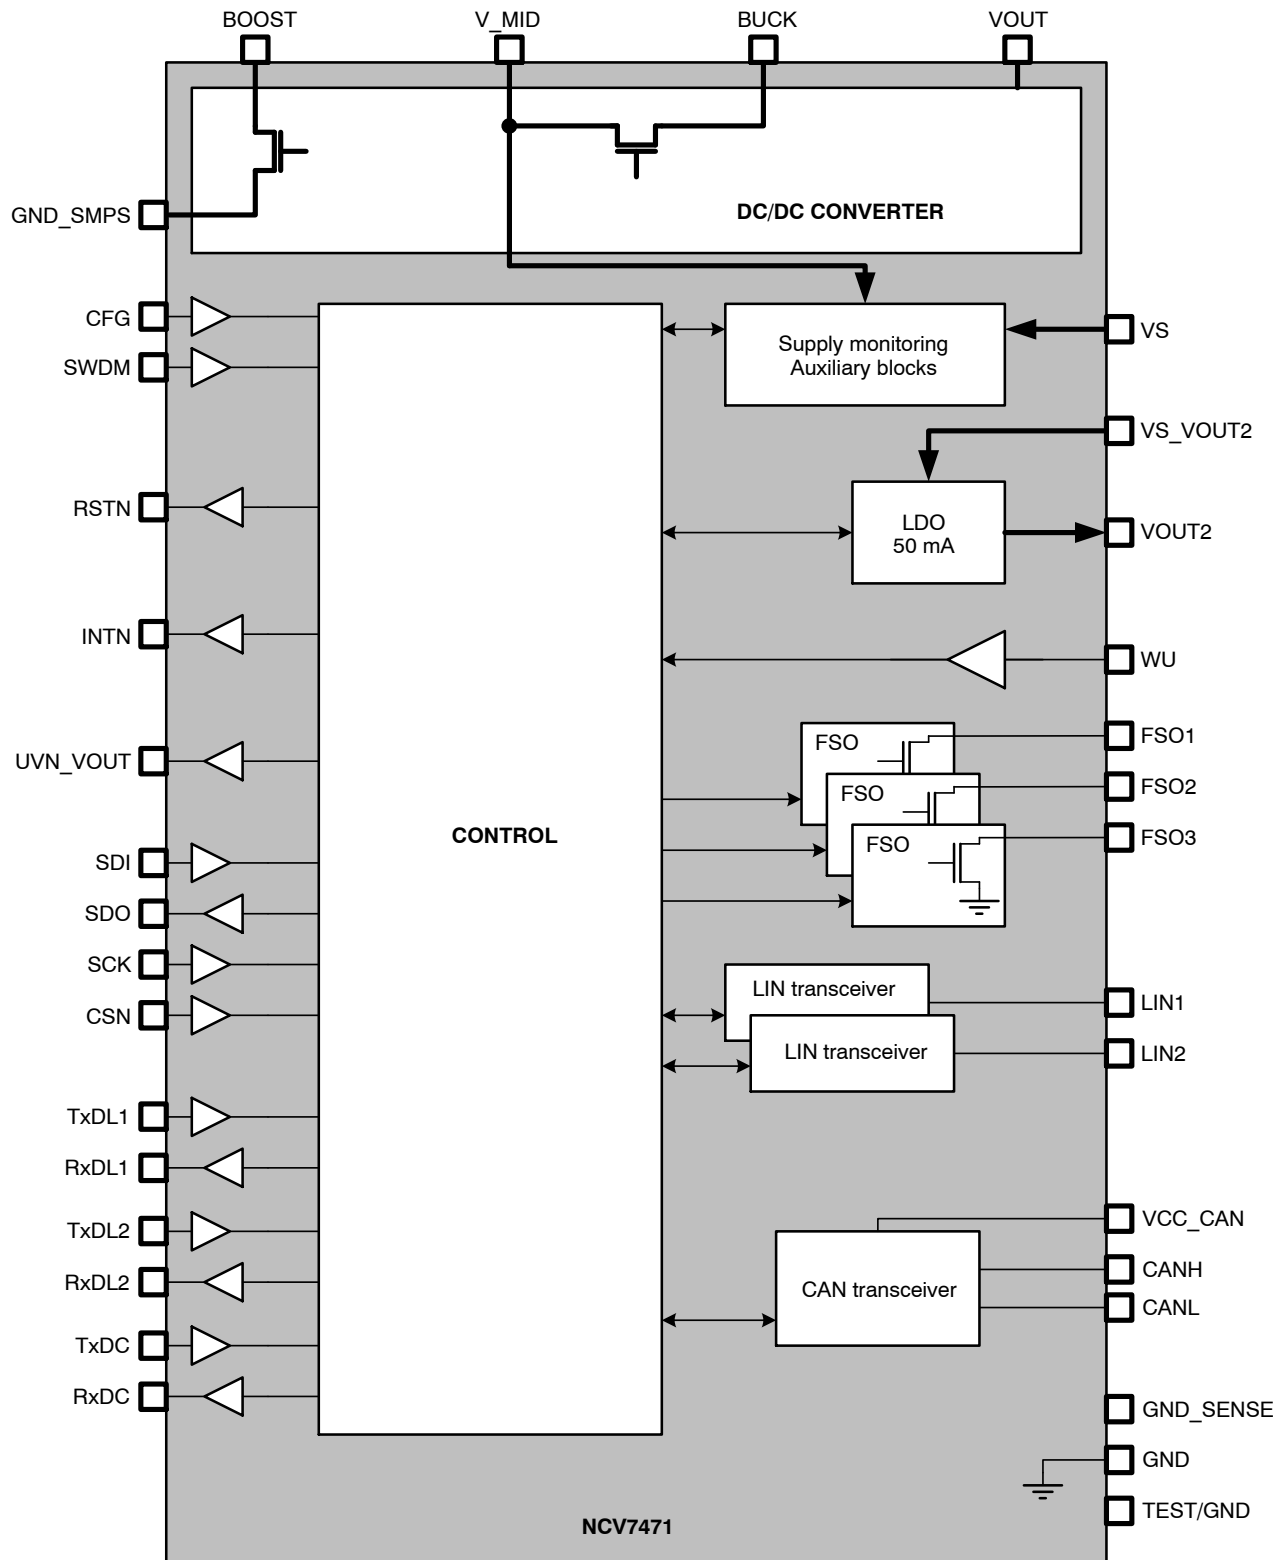 BOOST
V_MID
BUCK
VOUT
GND_SMPS
DC/DC CONVERTER
CFG
SWDM
RSTN
INTN
UVN_VOUT
SDI
SDO
SCK
CSN
TxDL1
RxDL1
TxDL2
RxDL2
TxDC
RxDC
CONTROL
Supply monitoring
Auxiliary blocks
VS
VS_VOUT2
LDO
50 mA
VOUT2
WU
FSO
FSO1
FSO
FSO2
FSO
FSO3
LIN transceiver
LIN1
LIN transceiver
LIN2
VCC_CAN
CAN transceiver
CANH
CANL
GND_SENSE
GND
TEST/GND
NCV7471